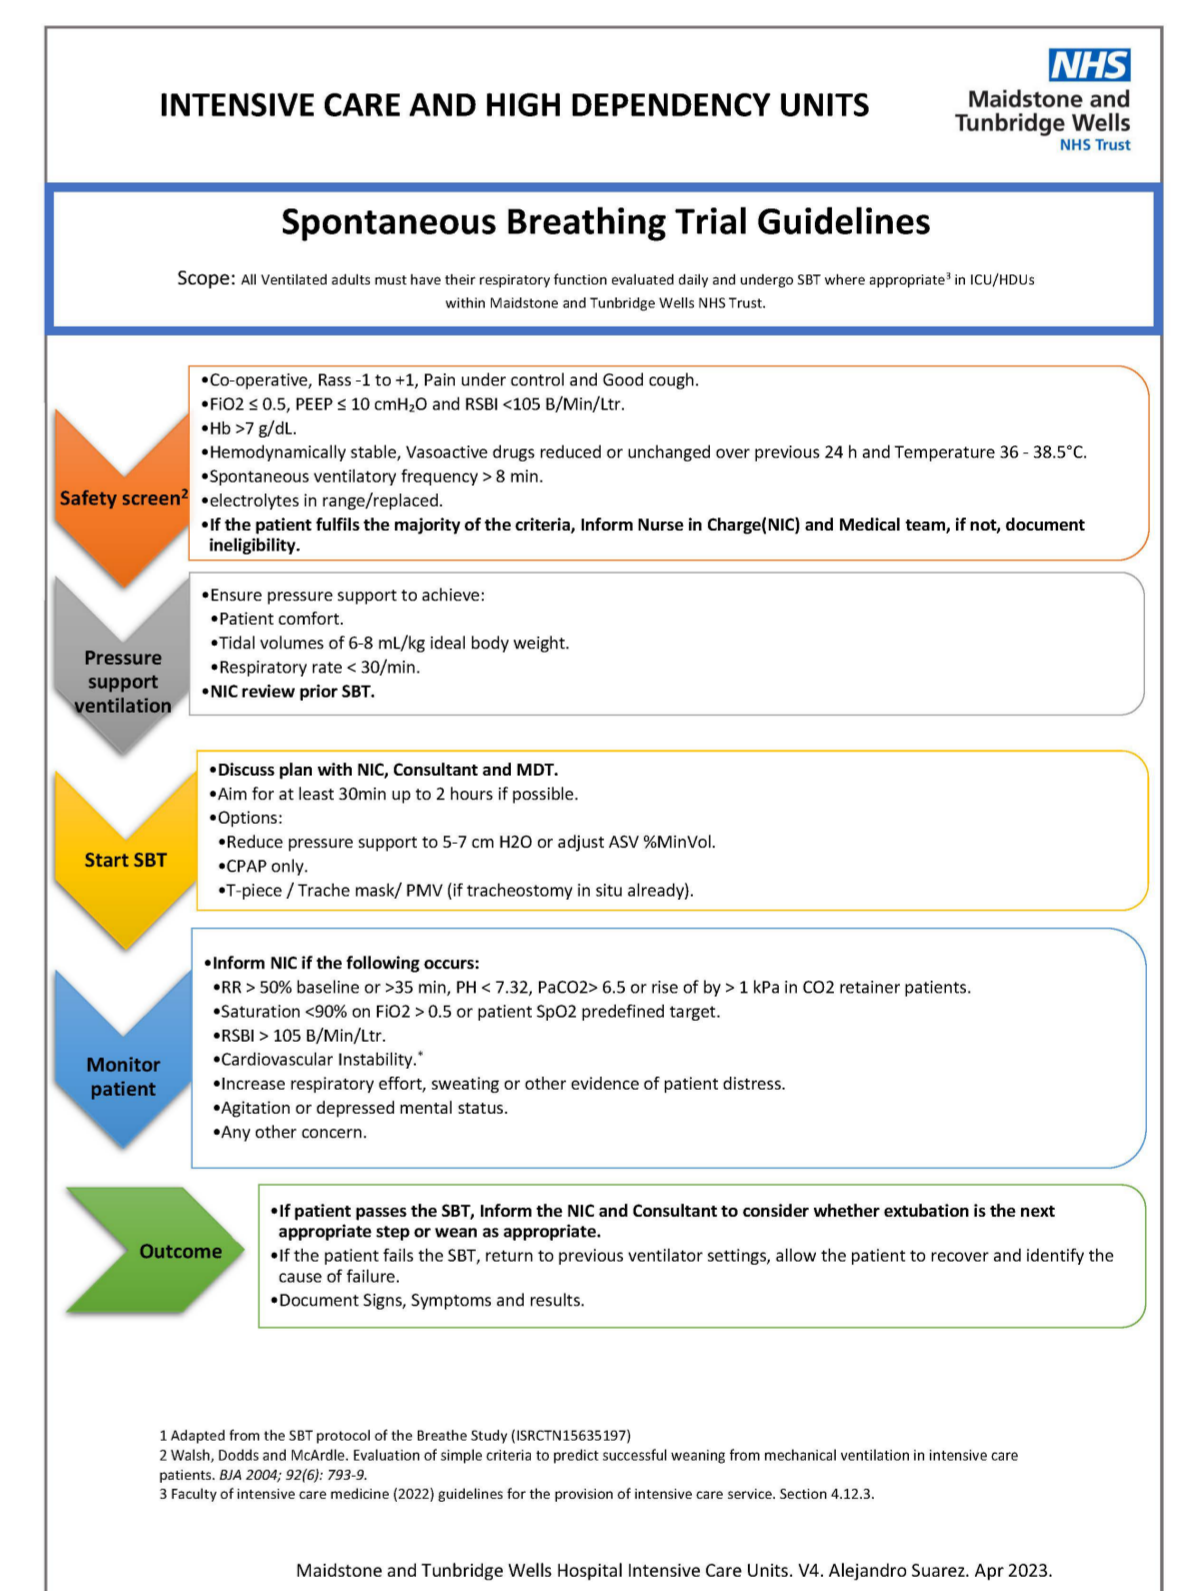 NHS
INTENSIVE CARE AND HIGH DEPENDENCY UNITS
Maidstone and
Tunbridge Wells
NHS Trust
Spontaneous Breathing Trial Guidelines
Scope: All Ventilated adults must have their respiratory function evaluated daily and undergo SBT where appropriate³ in ICU/HDUs
within Maidstone and Tunbridge Wells NHS Trust.
Safety screen²
•Co-operative, Rass -1 to +1, Pain under control and Good cough.
•FiO2 ≤ 0.5, PEEP ≤ 10 cmH₂O and RSBI <105 B/Min/Ltr.
•Hb >7 g/dL.
•Hemodynamically stable, Vasoactive drugs reduced or unchanged over previous 24 h and Temperature 36 - 38.5°C.
•Spontaneous ventilatory frequency > 8 min.
•electrolytes in range/replaced.
•If the patient fulfils the majority of the criteria, Inform Nurse in Charge(NIC) and Medical team, if not, document
ineligibility.
Pressure
support
ventilation
•Ensure pressure support to achieve:
•Patient comfort.
•Tidal volumes of 6-8 mL/kg ideal body weight.
•Respiratory rate < 30/min.
•NIC review prior SBT.
Start SBT
•Discuss plan with NIC, Consultant and MDT.
•Aim for at least 30min up to 2 hours if possible.
•Options:
•Reduce pressure support to 5-7 cm H2O or adjust ASV %MinVol.
•CPAP only.
•T-piece / Trache mask/ PMV (if tracheostomy in situ already).
Monitor
patient
•Inform NIC if the following occurs:
•RR > 50% baseline or >35 min, PH < 7.32, PaCO2> 6.5 or rise of by > 1 kPa in CO2 retainer patients.
•Saturation <90% on FiO2 > 0.5 or patient SpO2 predefined target.
•RSBI > 105 B/Min/Ltr.
•Cardiovascular Instability.*
•Increase respiratory effort, sweating or other evidence of patient distress.
•Agitation or depressed mental status.
•Any other concern.
Outcome
•If patient passes the SBT, Inform the NIC and Consultant to consider whether extubation is the next
appropriate step or wean as appropriate.
•If the patient fails the SBT, return to previous ventilator settings, allow the patient to recover and identify the
cause of failure.
•Document Signs, Symptoms and results.
1 Adapted from the SBT protocol of the Breathe Study (ISRCTN15635197)
2 Walsh, Dodds and McArdle. Evaluation of simple criteria to predict successful weaning from mechanical ventilation in intensive care
patients. BJA 2004; 92(6): 793-9.
3 Faculty of intensive care medicine (2022) guidelines for the provision of intensive care service. Section 4.12.3.
Maidstone and Tunbridge Wells Hospital Intensive Care Units. V4. Alejandro Suarez. Apr 2023.